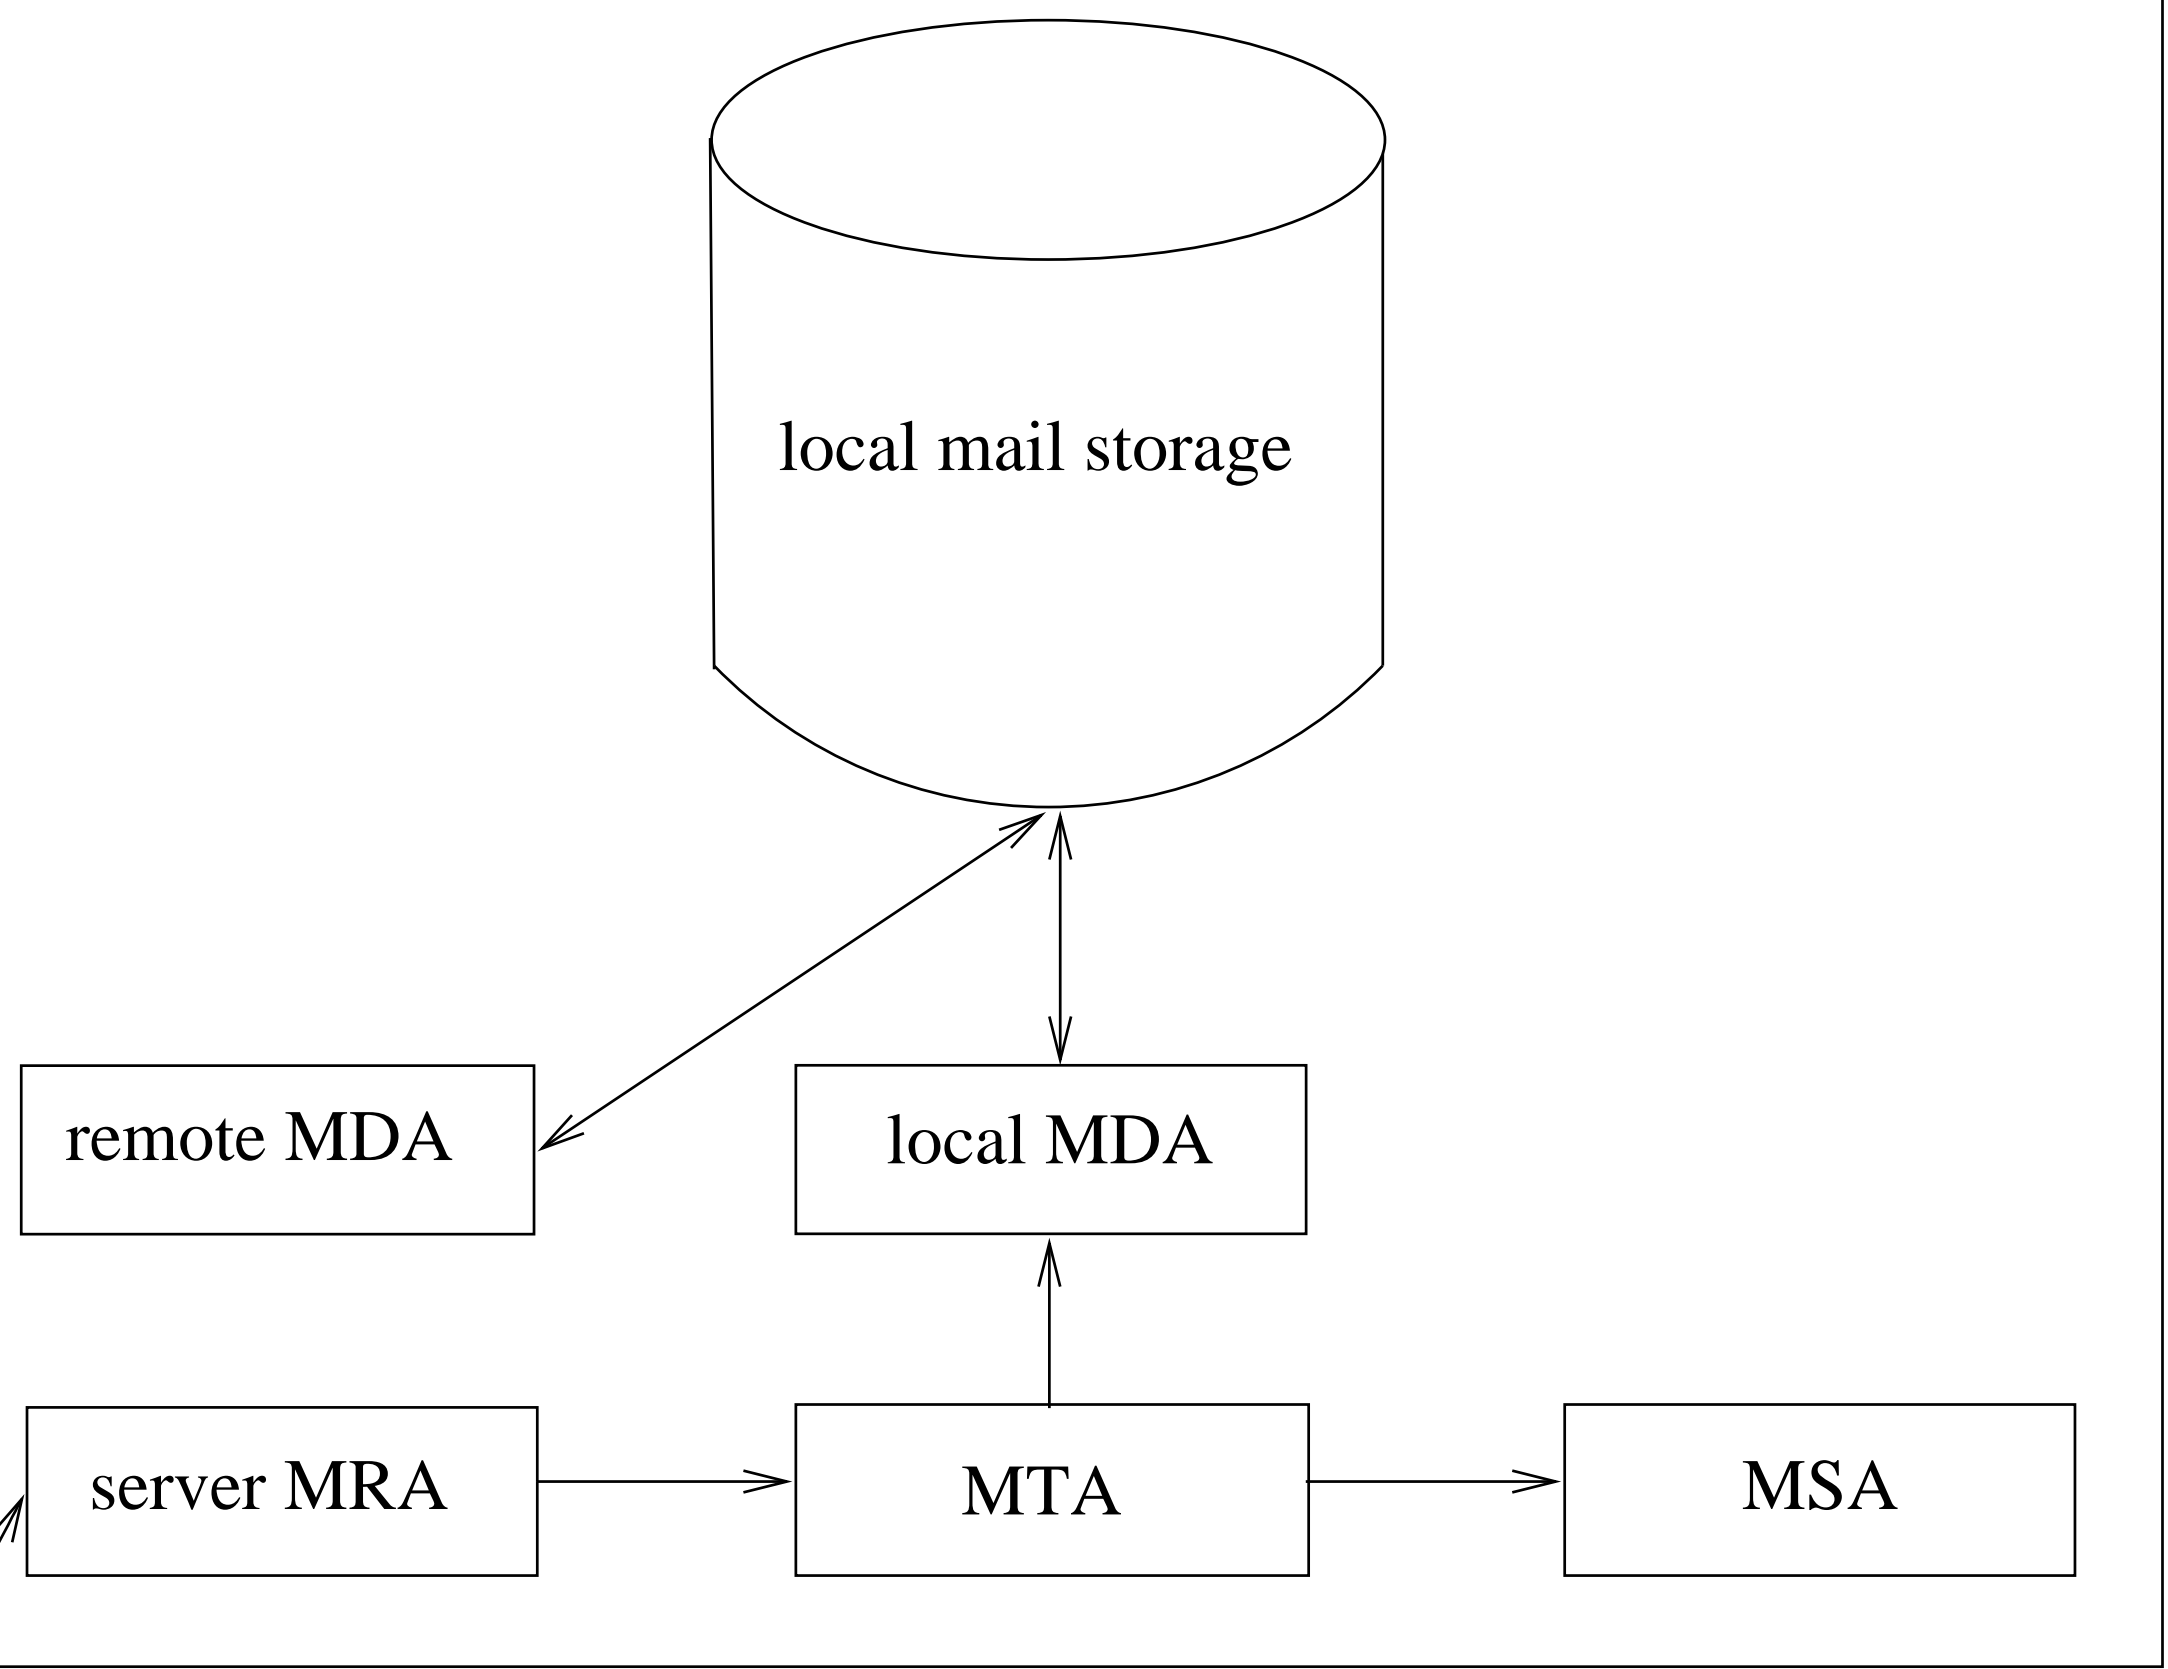 local mail storage
remote MDA
local MDA
server MRA
MTA
MSA